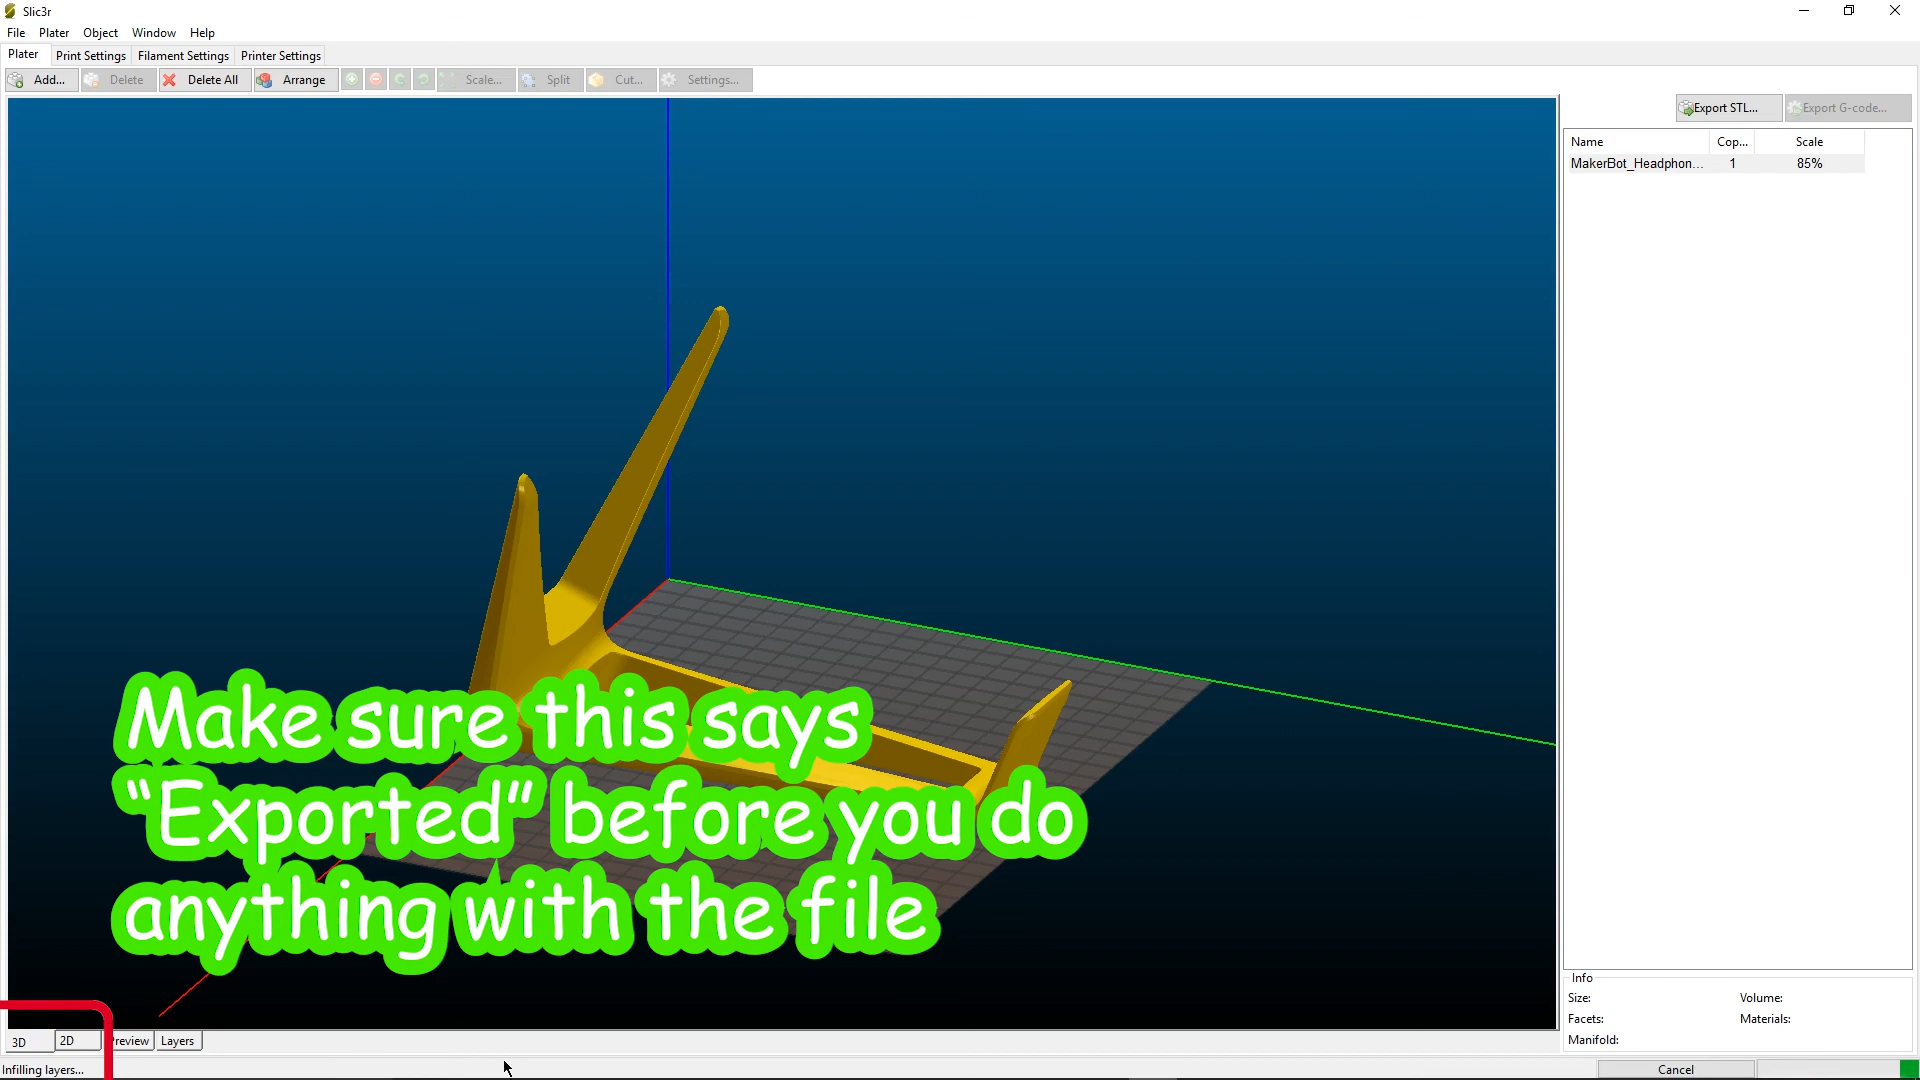 Slic3r
File Plater Object Window Help
Plater Print Settings Filament Settings Printer Settings
Add... Delete Delete All Arrange Scale... Split Cut... Settings...
Export STL... Export G-code...
Name Cop... Scale
MakerBot_Headphon... 1 85%
Make sure this says
“Exported” before you do
anything with the file
Info
Size: Volume:
Facets: Materials:
Manifold:
3D 2D review Layers
Infilling layers... Cancel